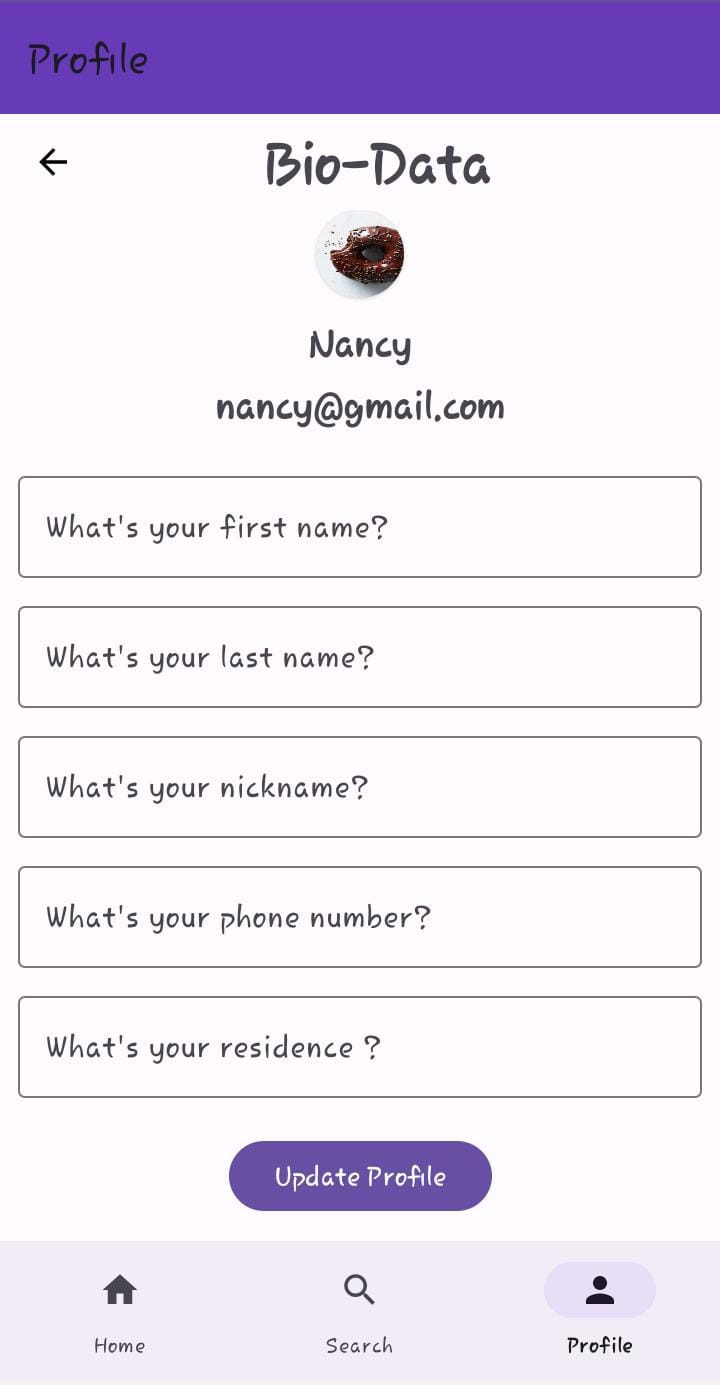 Profile
Bio-Data
Nancy
nancy@gmail.com
What's your first name?
What's your last name?
What's your nickname?
What's your phone number?
What's your residence ?
Update Profile
Home
Search
Profile